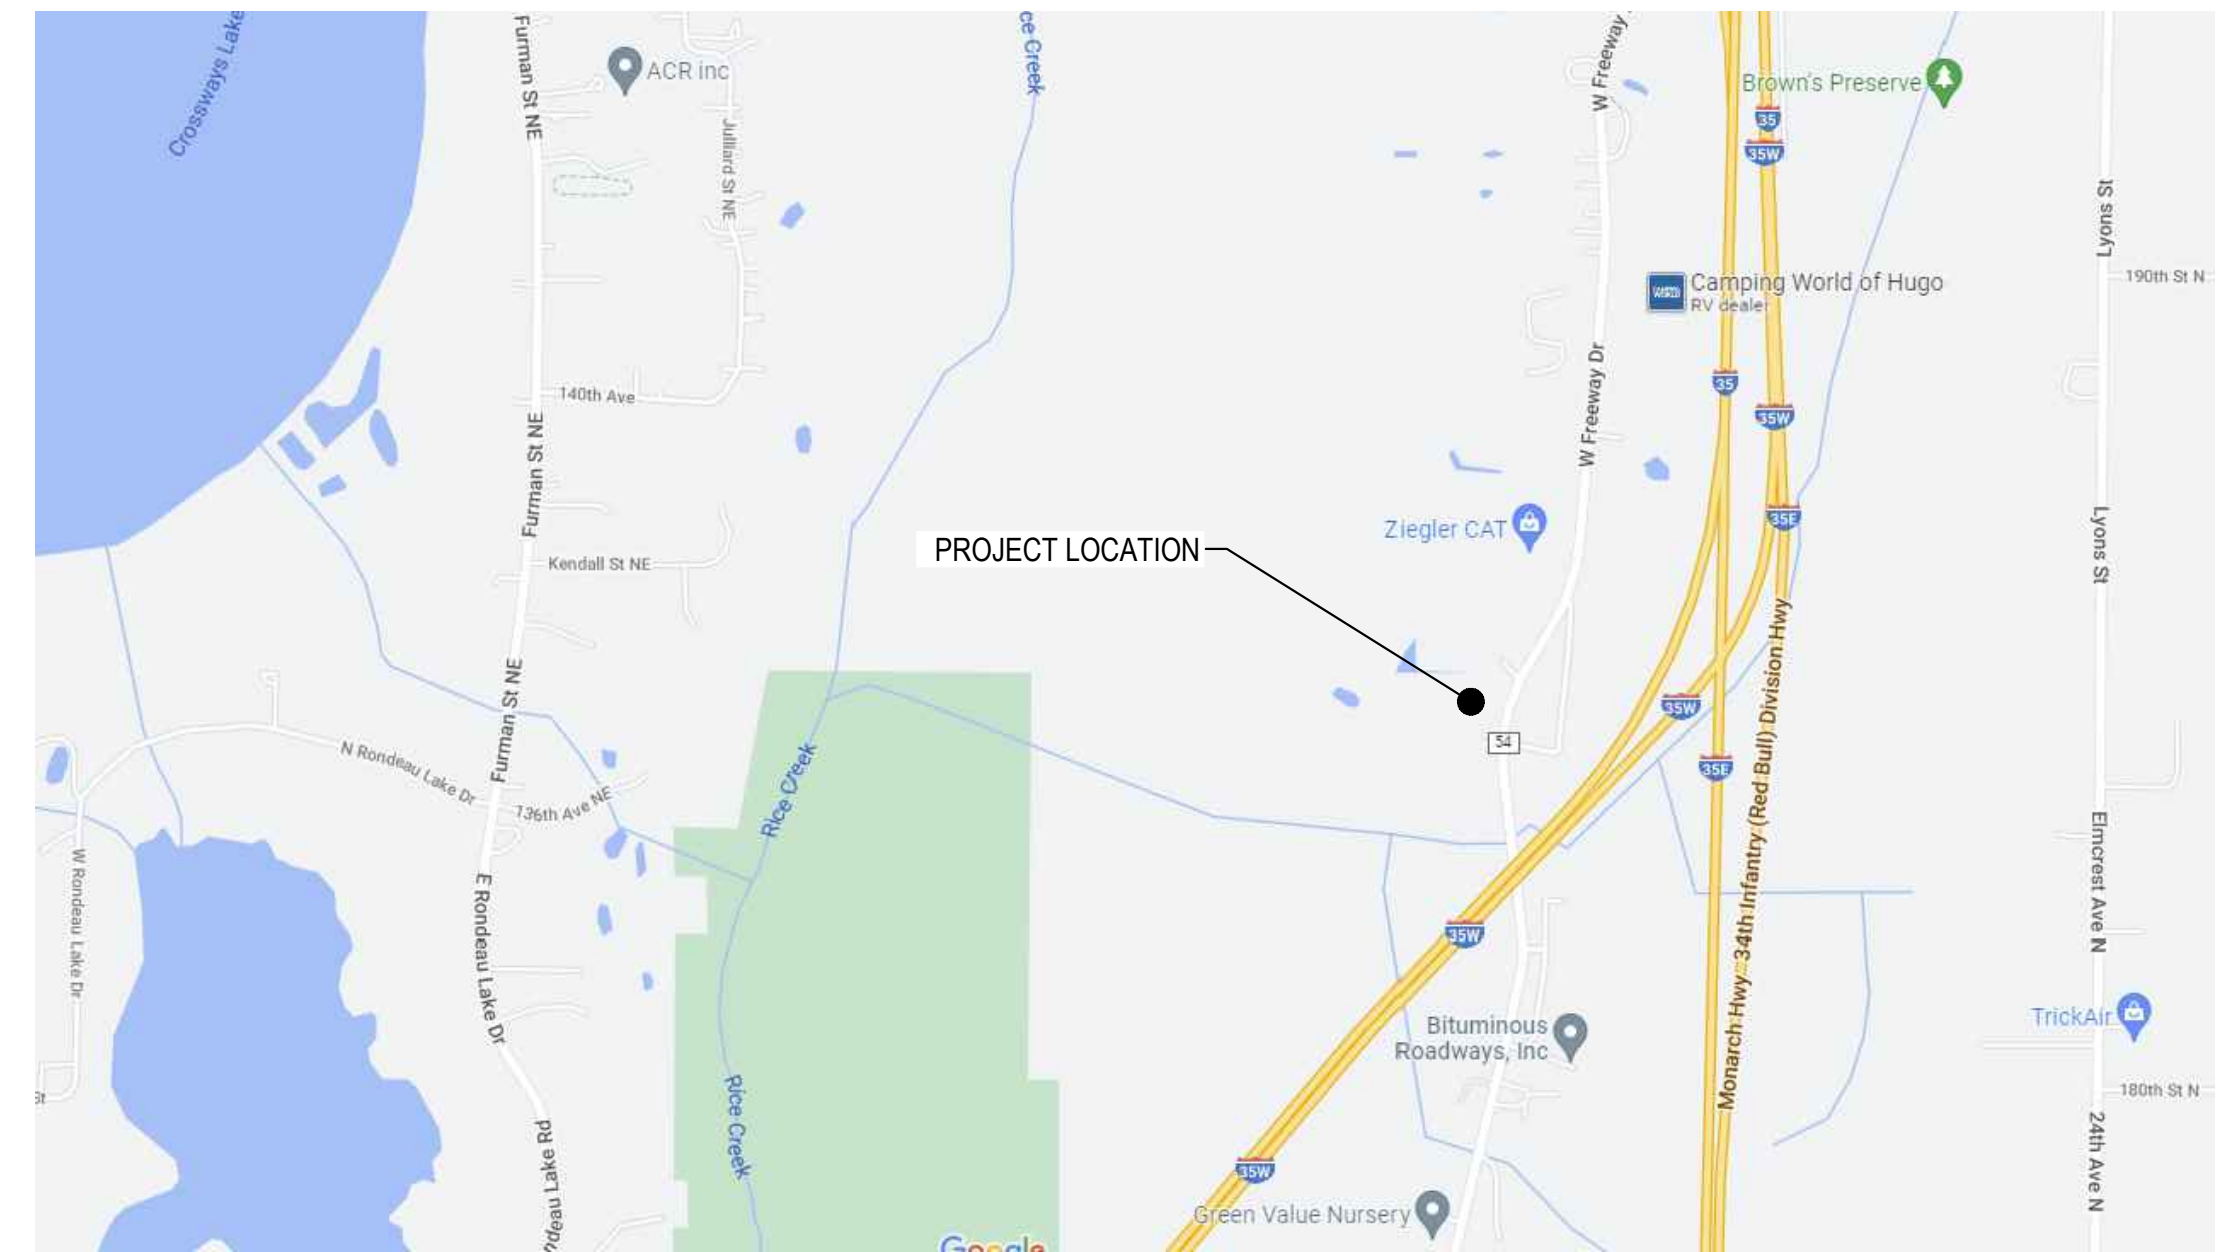 Crossways Lake
Furman St NE
ACR inc
Julliard St NE
ce Creek
W Freeway
Brown's Preserve
35
35W
Lyons St
190th St N
Camping World of Hugo
RV dealer
W Freeway Dr
35
35W
140th Ave
Furman St NE
Ziegler CAT
35E
Lyons St
PROJECT LOCATION
Kendall St NE
Furman St NE
Rice Creek
54
35W
35E
Monarch Hwy
34th Infantry (Red Bull) Division Hwy
N Rondeau Lake Dr
136th Ave NE
W Rondeau Lake Dr
E Rondeau Lake Dr
Elmcrest Ave N
35W
Bituminous
Roadways, Inc
TrickAir
180th St N
St
Rice Creek
ndeau Lake Rd
24th Ave N
35W
Green Value Nursery
Google